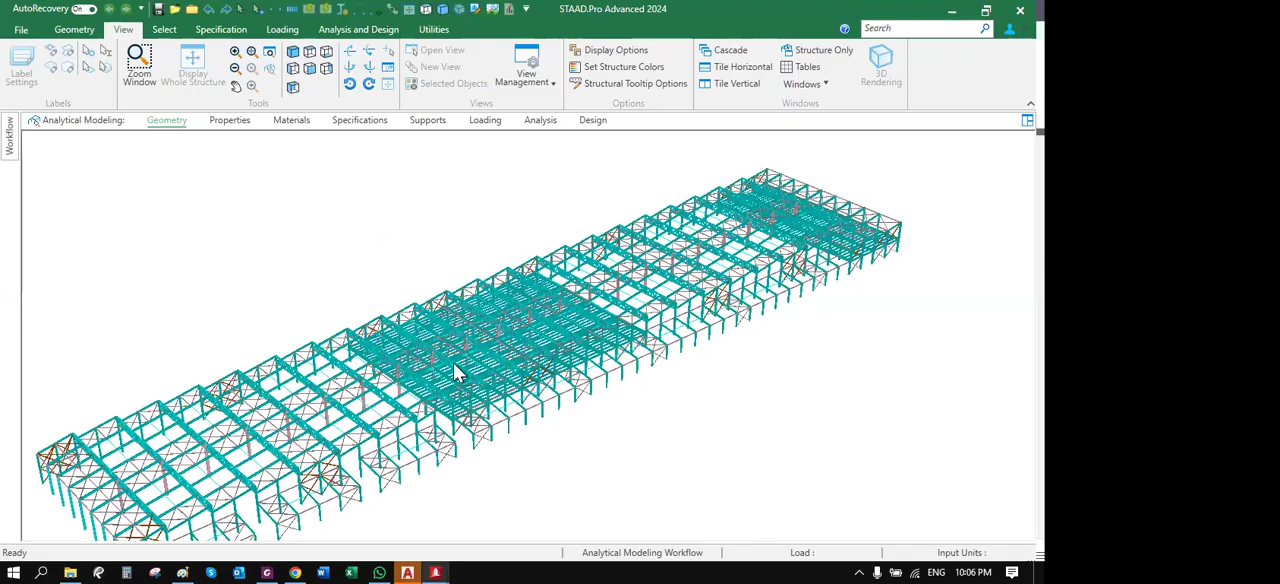 AutoRecovery On STAAD.Pro Advanced 2024
File Geometry View Select Specification Loading Analysis and Design Utilities Search
Label Settings
Labels
Zoom Window
Display Whole Structure
Tools
Open View
New View
Selected Objects
View Management
Views
Display Options
Set Structure Colors
Structural Tooltip Options
Options
Cascade
Tile Horizontal
Tile Vertical
Structure Only
Tables
Windows
Windows
3D Rendering
Workflow
Analytical Modeling: Geometry Properties Materials Specifications Supports Loading Analysis Design
Ready Analytical Modeling Workflow Load : Input Units :
ENG 10:06 PM